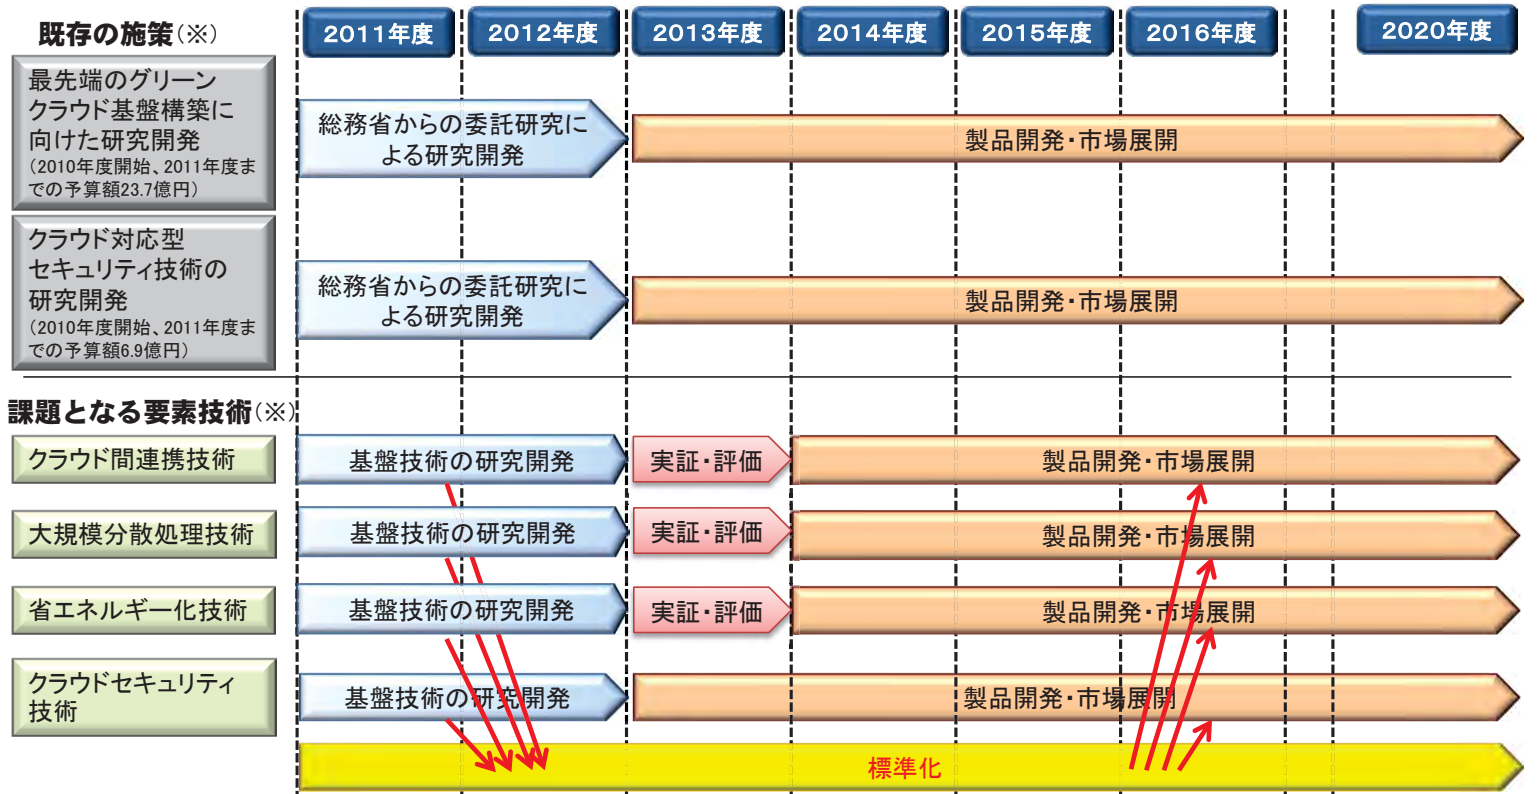 既存の施策(※)
2011年度
2012年度
2013年度
2014年度
2015年度
2016年度
2020年度
最先端のグリーン
クラウド基盤構築に
向けた研究開発
(2010年度開始、2011年度ま
での予算額23.7億円)
総務省からの委託研究に
よる研究開発
製品開発・市場展開
クラウド対応型
セキュリティ技術の
研究開発
(2010年度開始、2011年度ま
での予算額6.9億円)
総務省からの委託研究に
よる研究開発
製品開発・市場展開
課題となる要素技術(※)
クラウド間連携技術
基盤技術の研究開発
実証・評価
製品開発・市場展開
大規模分散処理技術
基盤技術の研究開発
実証・評価
製品開発・市場展開
省エネルギー化技術
基盤技術の研究開発
実証・評価
製品開発・市場展開
クラウドセキュリティ
技術
基盤技術の研究開発
製品開発・市場展開
標準化